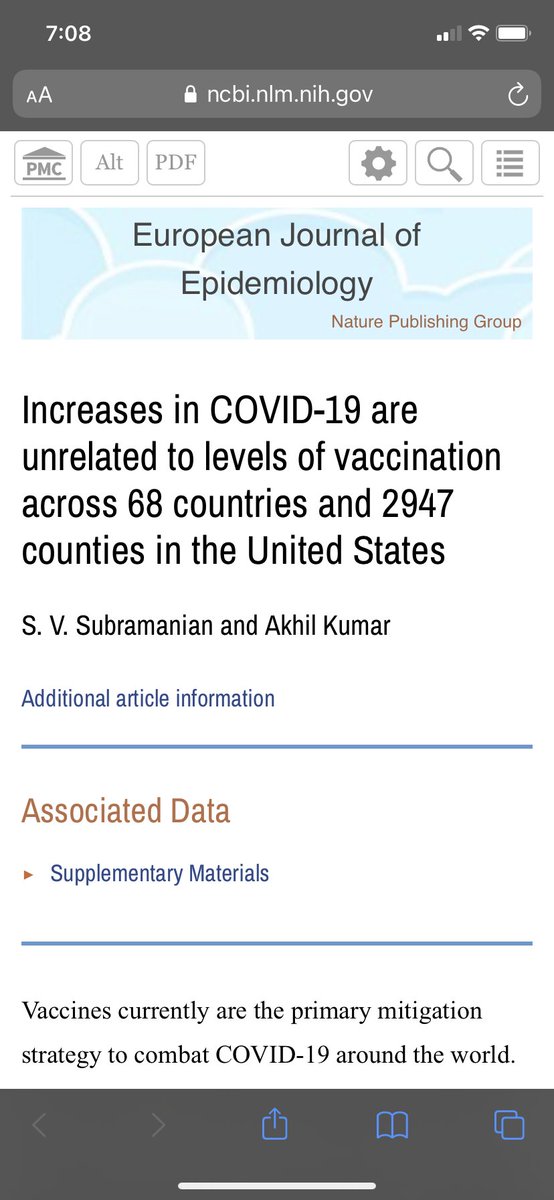 7:08
AA ncbi.nlm.nih.gov
PMC Alt PDF
European Journal of
Epidemiology
Nature Publishing Group
Increases in COVID-19 are
unrelated to levels of vaccination
across 68 countries and 2947
counties in the United States
S. V. Subramanian and Akhil Kumar
Additional article information
Associated Data
Supplementary Materials
Vaccines currently are the primary mitigation
strategy to combat COVID-19 around the world.